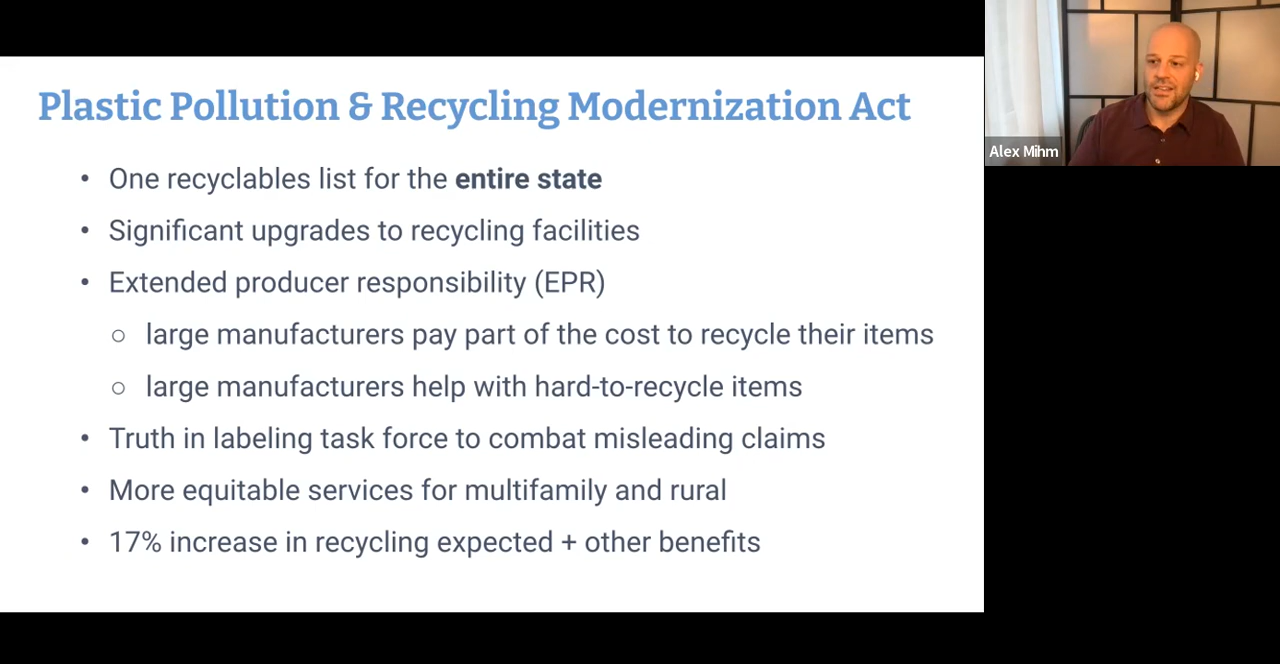 Plastic Pollution & Recycling Modernization Act
• One recyclables list for the entire state
• Significant upgrades to recycling facilities
• Extended producer responsibility (EPR)
○ large manufacturers pay part of the cost to recycle their items
○ large manufacturers help with hard-to-recycle items
• Truth in labeling task force to combat misleading claims
• More equitable services for multifamily and rural
• 17% increase in recycling expected + other benefits
Alex Mihm